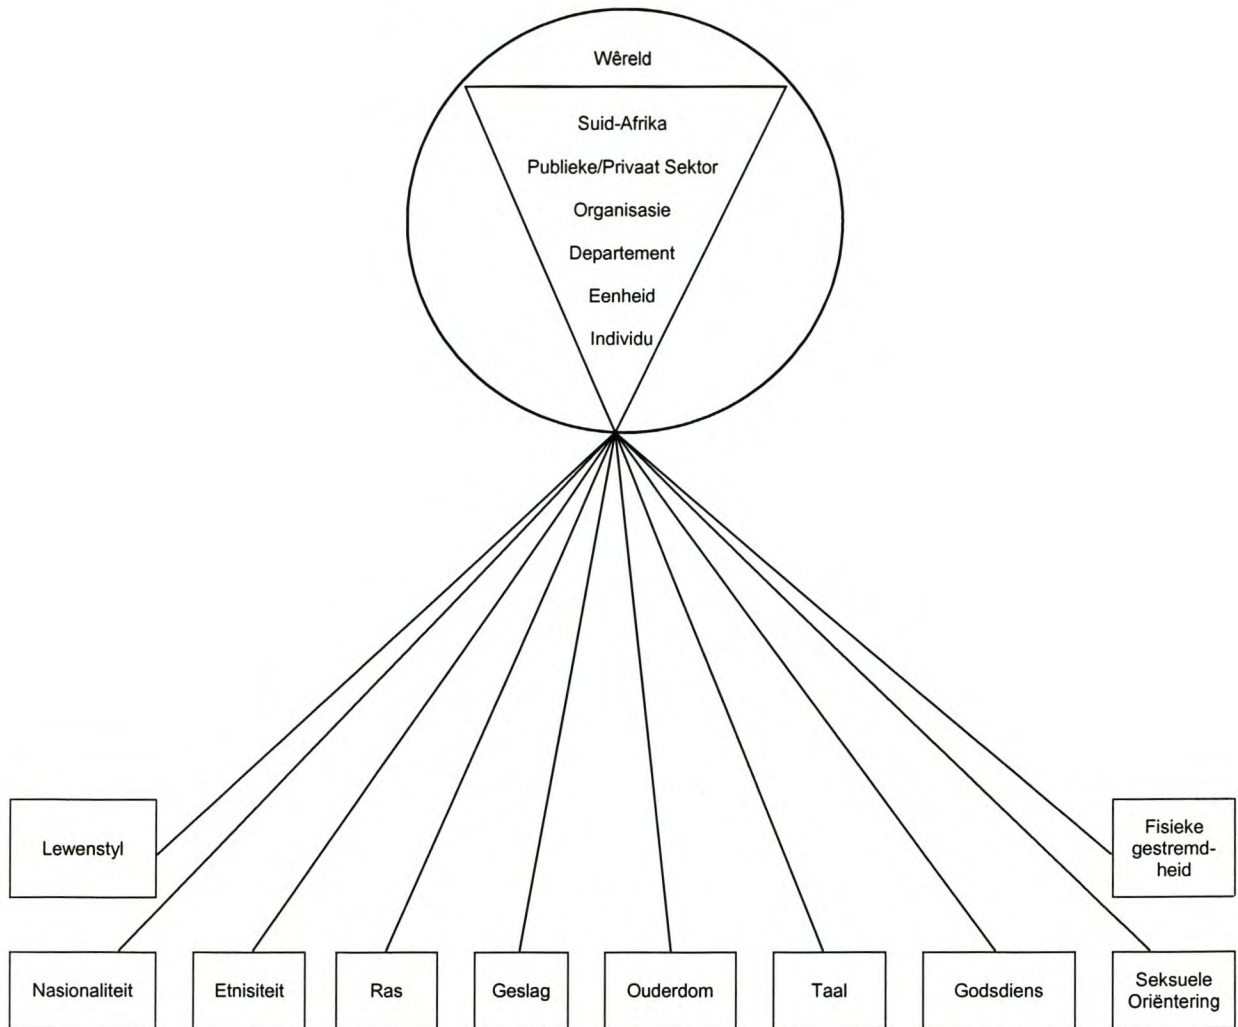 Wêreld
Suid-Afrika
Publieke/Privaat Sektor
Organisasie
Departement
Eenheid
Individu
Lewenstyl
Fisieke
gestremd-
heid
Nasionaliteit
Etnisiteit
Ras
Geslag
Ouderdom
Taal
Godsdiens
Seksuele
Oriëntering